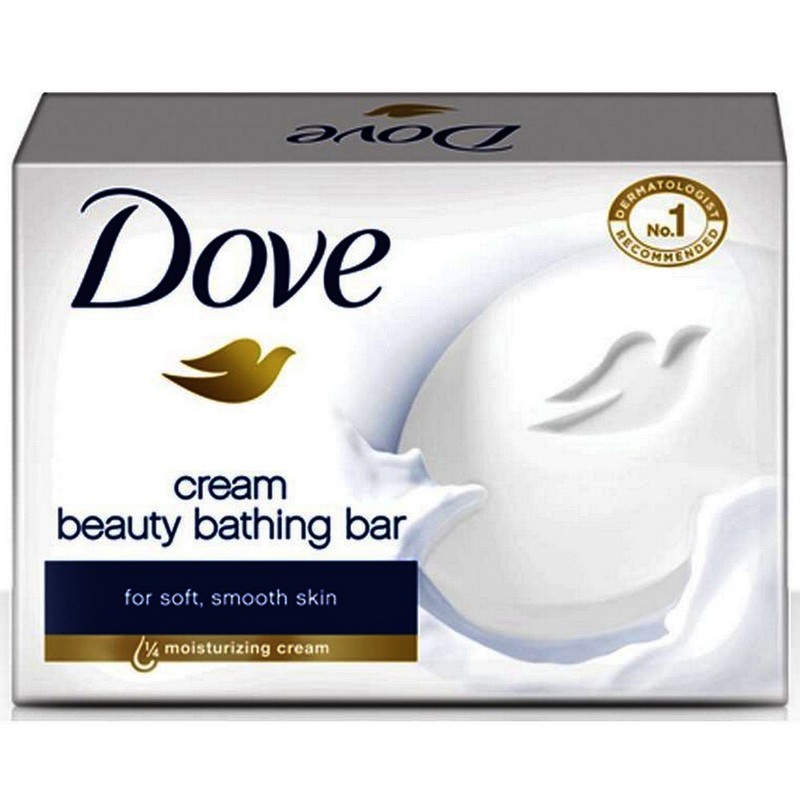 Dove
Dove
DERMATOLOGIST
No.1
RECOMMENDED
cream
beauty bathing bar
for soft, smooth skin
1/4 moisturizing cream